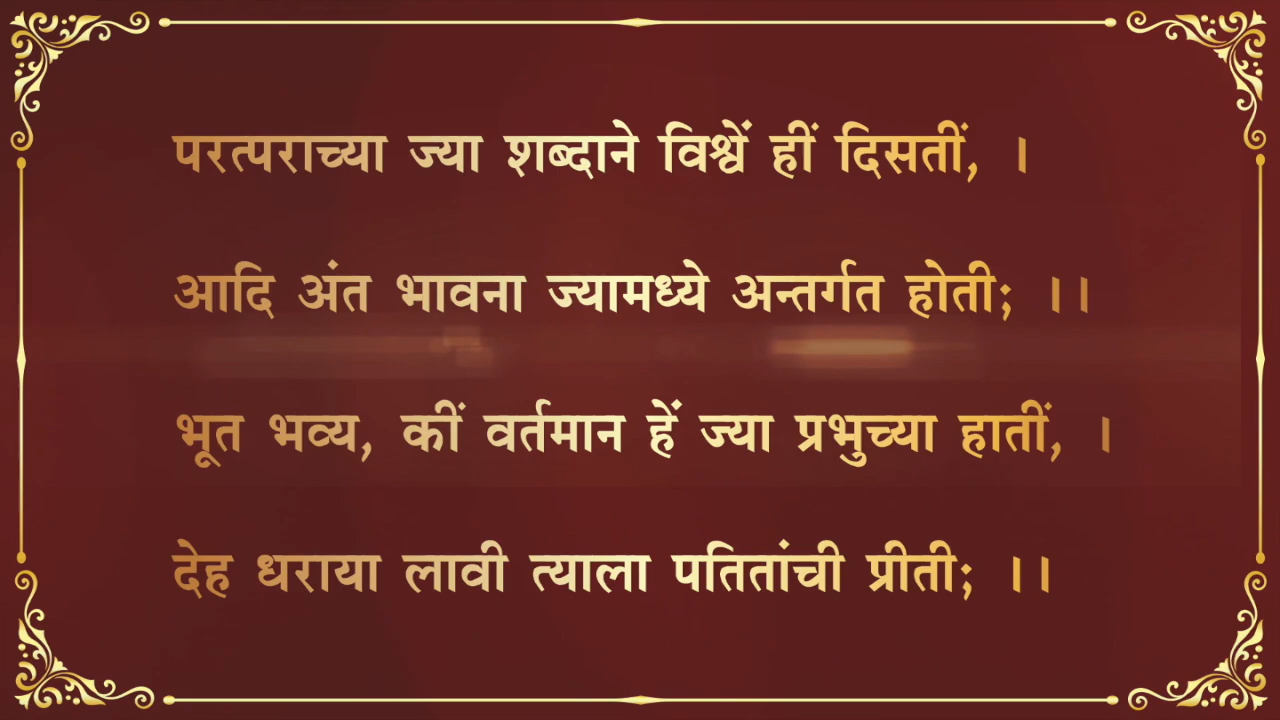 परत्पराच्या ज्या शब्दाने विश्वें हीं दिसतीं, ।
आदि अंत भावना ज्यामध्ये अन्तर्गत होती; ।।
भूत भव्य, कीं वर्तमान हें ज्या प्रभुच्या हातीं, ।
देह धराया लावी त्याला पतितांची प्रीती; ।।